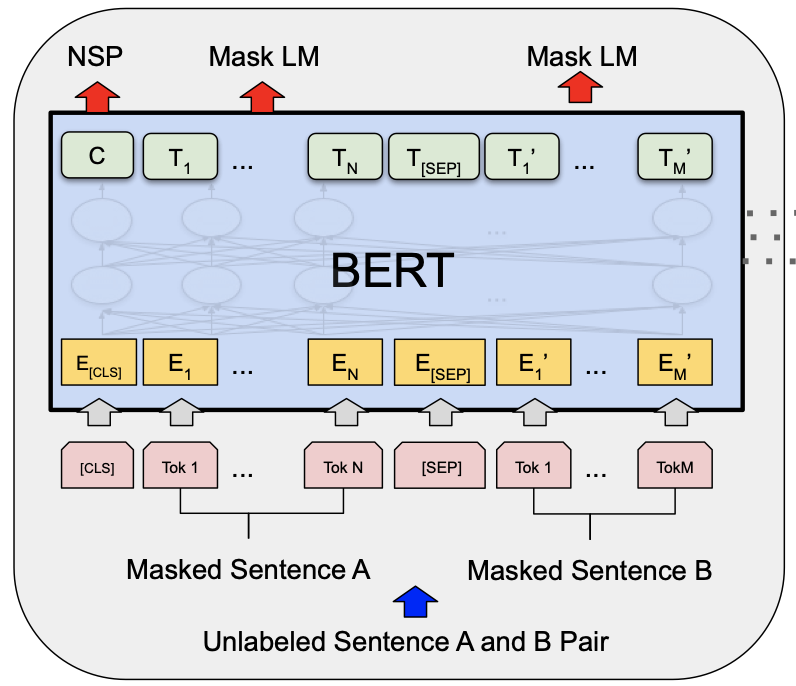 NSP Mask LM Mask LM
C T1 ... TN T[SEP] T1’ ... TM’
...
BERT
...
E[CLS] E1 ... EN E[SEP] E1’ ... EM’
[CLS] Tok 1 ... Tok N [SEP] Tok 1 ... TokM
Masked Sentence A Masked Sentence B
Unlabeled Sentence A and B Pair